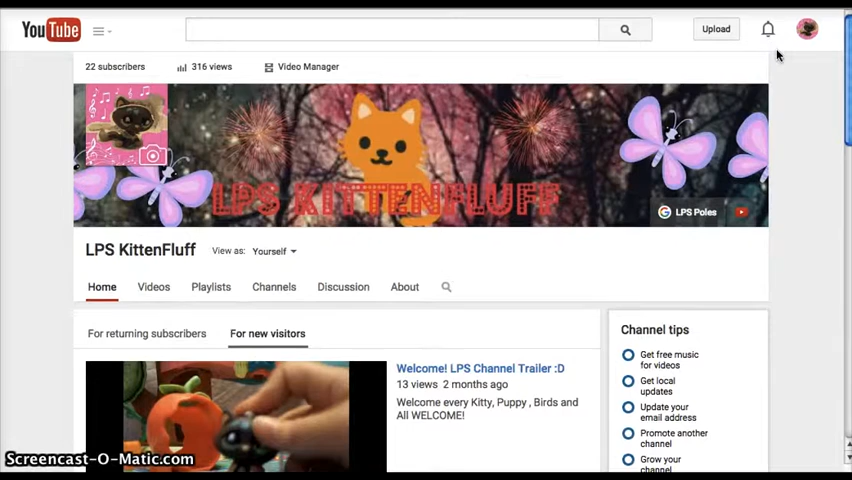 YouTube
Upload
22 subscribers 316 views Video Manager
LPS KITTENFLUFF
LPS Poles
LPS KittenFluff View as: Yourself
Home Videos Playlists Channels Discussion About
For returning subscribers For new visitors
Welcome! LPS Channel Trailer :D
13 views 2 months ago
Welcome every Kitty, Puppy , Birds and
All WELCOME!
Channel tips
Get free music
for videos
Get local
updates
Update your
email address
Promote another
channel
Grow your
channel
Screencast-O-Matic.com